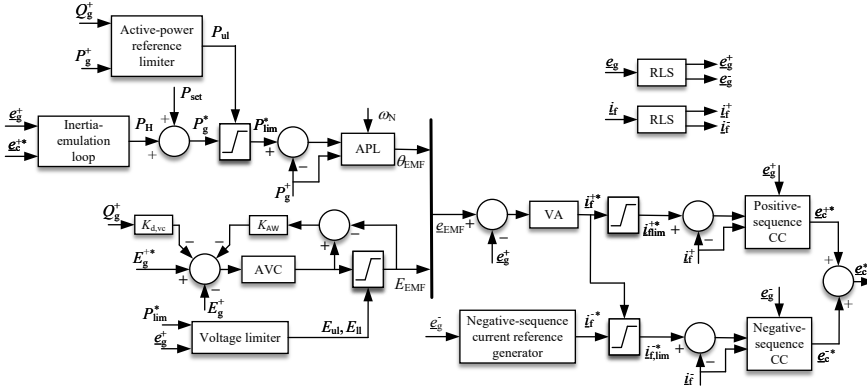 Q_g^+
Active-power
reference
limiter
P_ul
P_g^+
P_set
e_g^+
e_c^{+*}
Inertia-
emulation
loop
P_H
+
+
P_g^*
P_lim^*
+
−
P_g^+
ω_N
APL
θ_EMF
e_g
RLS
e_g^+
e_g^-
i_f
RLS
i_f^+
i_f^-
Q_g^+
K_d,vc
K_AW
−
−
+
−
−
+
E_g^{+*}
E_g^+
AVC
E_EMF
P_lim^*
e_g^+
Voltage limiter
E_ul, E_ll
e_EMF
+
−
e_g^+
VA
i_f^{+*}
i_flim^{+*}
+
−
i_f^+
e_g^+
Positive-
sequence
CC
e_c^{+*}
+
+
e_c^*
e_g^-
Negative-sequence
current reference
generator
i_f^{-*}
i_f,lim^{-*}
+
−
i_f^-
e_g^-
Negative-
sequence
CC
e_c^{-*}